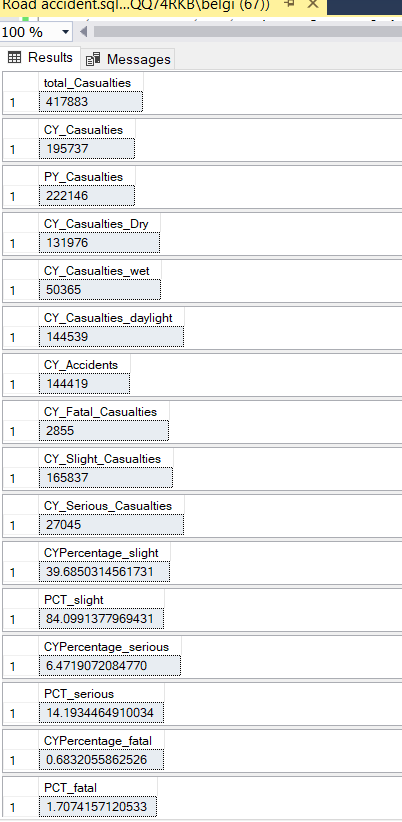 Road accident.sql...QQ74RKB\belgi (67))
100 %
Results Messages
total_Casualties
1 417883
CY_Casualties
1 195737
PY_Casualties
1 222146
CY_Casualties_Dry
1 131976
CY_Casualties_wet
1 50365
CY_Casualties_daylight
1 144539
CY_Accidents
1 144419
CY_Fatal_Casualties
1 2855
CY_Slight_Casualties
1 165837
CY_Serious_Casualties
1 27045
CYPercentage_slight
1 39.6850314561731
PCT_slight
1 84.0991377969431
CYPercentage_serious
1 6.4719072084770
PCT_serious
1 14.1934464910034
CYPercentage_fatal
1 0.6832055862526
PCT_fatal
1 1.7074157120533